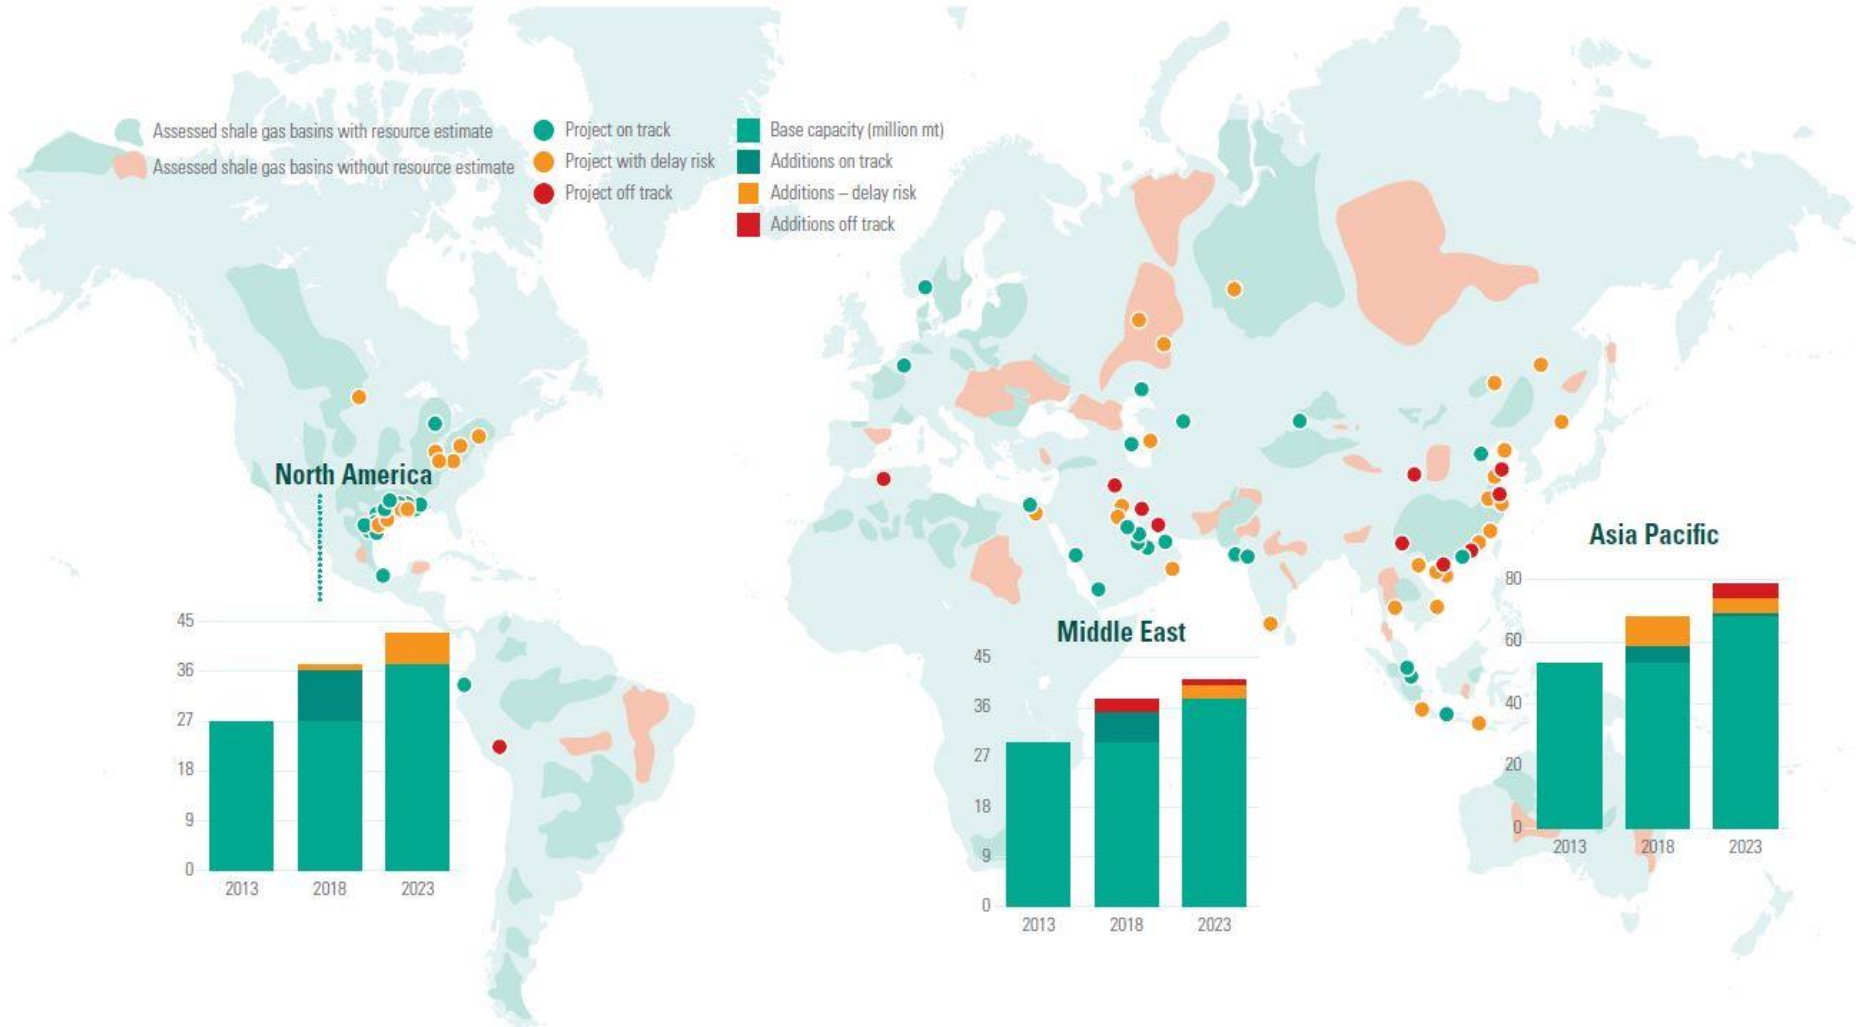 Assessed shale gas basins with resource estimate
Assessed shale gas basins without resource estimate
Project on track
Project with delay risk
Project off track
Base capacity (million mt)
Additions on track
Additions – delay risk
Additions off track
North America
45
36
27
18
9
0
2013 2018 2023
Middle East
45
36
27
18
9
0
2013 2018 2023
Asia Pacific
80
60
40
20
0
2013 2018 2023